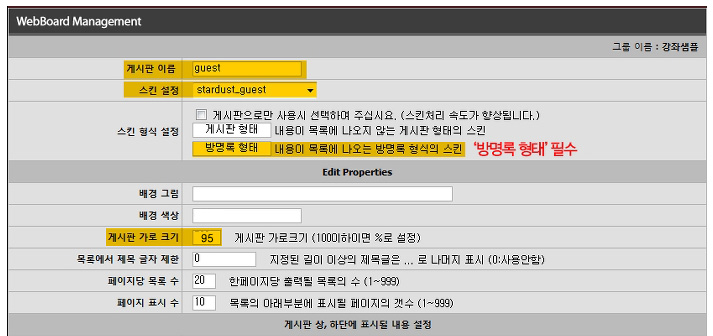 WebBoard Management
그룹 이름 : 강좌샘플
게시판 이름 guest
스킨 설정 stardust_guest
게시판으로만 사용시 선택하여 주십시요. (스킨처리 속도가 향상됩니다.)
스킨 형식 설정 게시판 형태 내용이 목록에 나오지 않는 게시판 형태의 스킨
방명록 형태 내용이 목록에 나오는 방명록 형식의 스킨 '방명록 형태' 필수
Edit Properties
배경 그림
배경 색상
게시판 가로 크기 95 게시판 가로크기 (100이하이면 %로 설정)
목록에서 제목 글자 제한 0 지정된 길이 이상의 제목글은 ... 로 나머지 표시 (0:사용안함)
페이지당 목록 수 20 한페이지당 출력될 목록의 수 (1~999)
페이지 표시 수 10 목록의 아래부분에 표시될 페이지의 갯수 (1~999)
게시판 상, 하단에 표시될 내용 설정